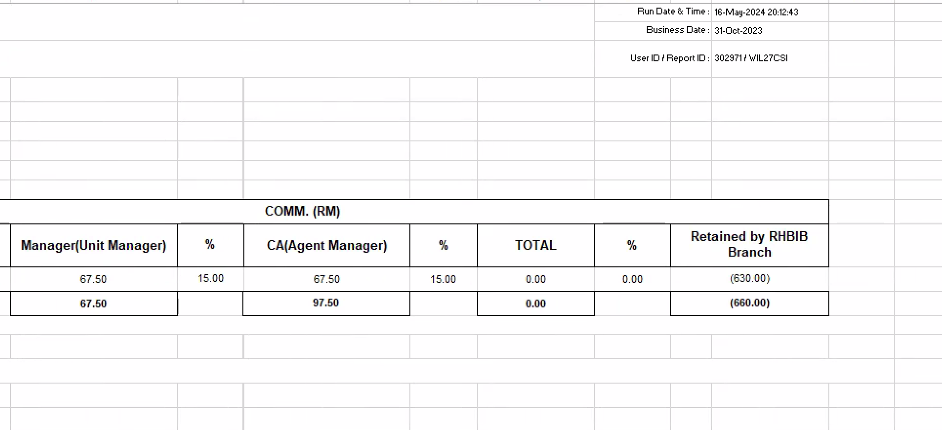 Run Date & Time : 16-May-2024 20:12:43
Business Date : 31-Oct-2023
User ID / Report ID : 302971 / WIL27CSI
COMM. (RM)
Manager(Unit Manager) % CA(Agent Manager) % TOTAL % Retained by RHBIB Branch
67.50 15.00 67.50 15.00 0.00 0.00 (630.00)
67.50 97.50 0.00 (660.00)